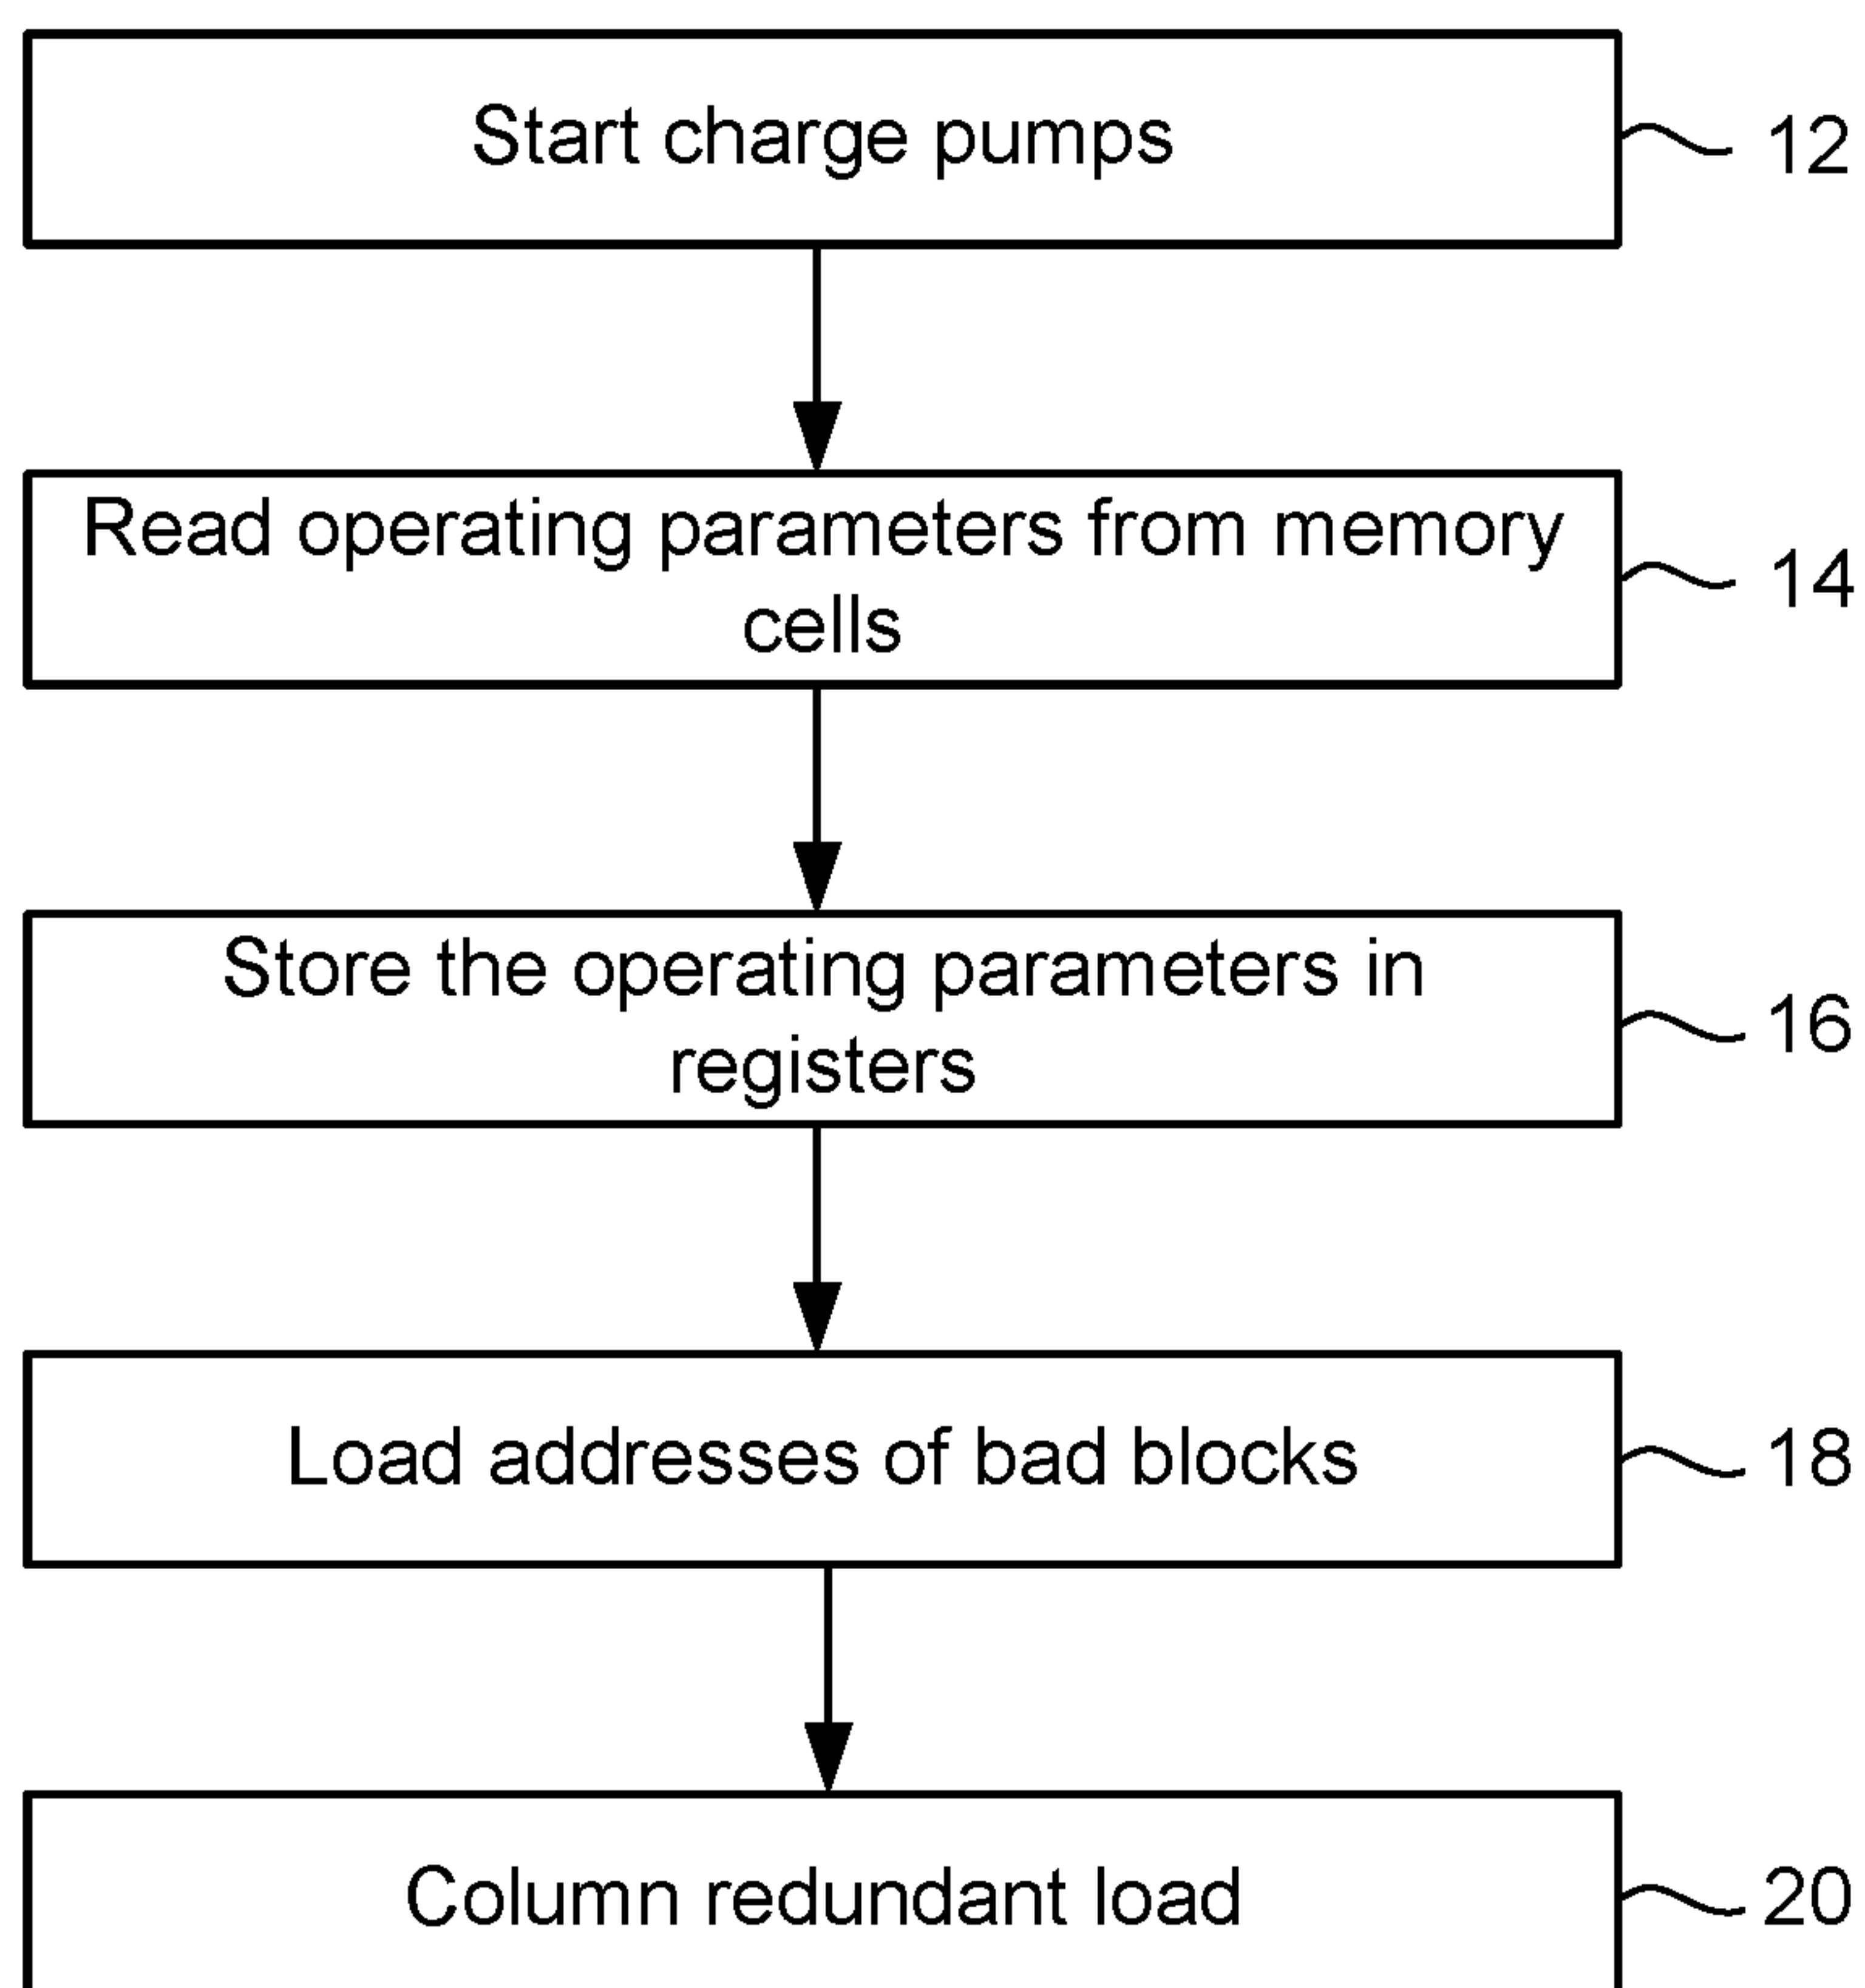 Start charge pumps
12
Read operating parameters from memory
cells
14
Store the operating parameters in
registers
16
Load addresses of bad blocks
18
Column redundant load
20